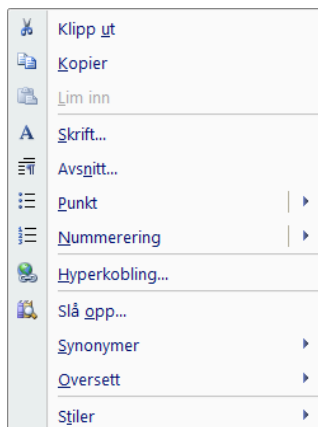 Klipp ut
Kopier
Lim inn
Skrift...
Avsnitt...
Punkt
Nummerering
Hyperkobling...
Slå opp...
Synonymer
Oversett
Stiler